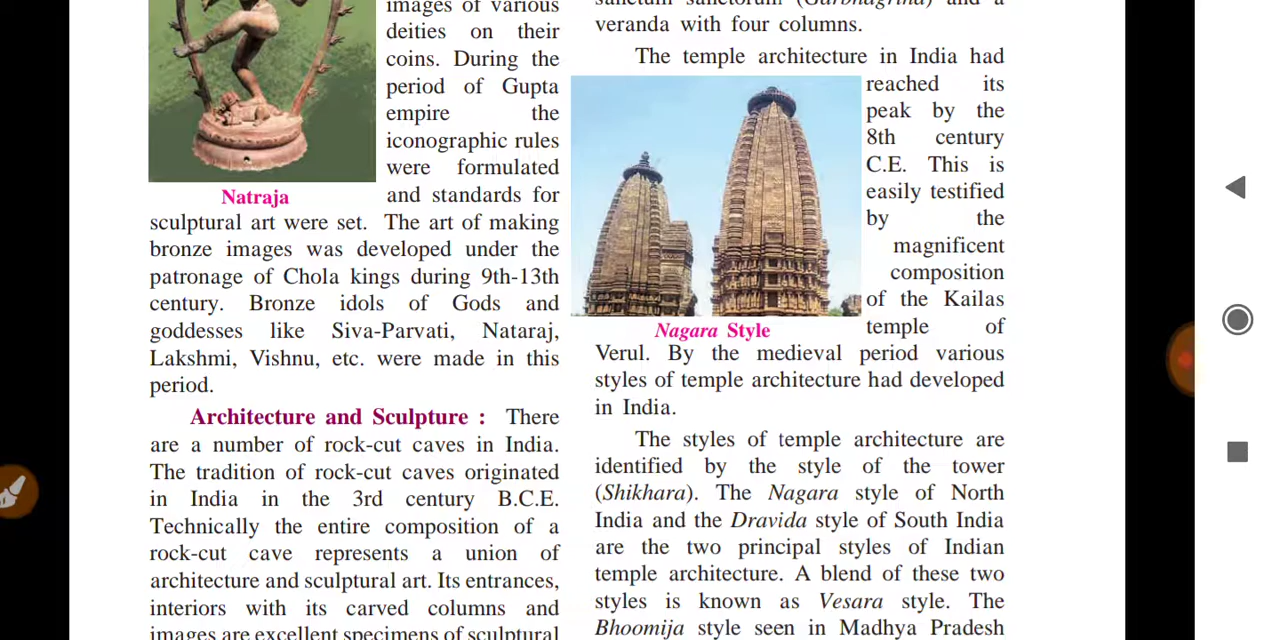 images of various
deities on their
coins. During the
period of Gupta
empire the
iconographic rules
were formulated
and standards for
Natraja
sculptural art were set. The art of making
bronze images was developed under the
patronage of Chola kings during 9th-13th
century. Bronze idols of Gods and
goddesses like Siva-Parvati, Nataraj,
Lakshmi, Vishnu, etc. were made in this
period.
Architecture and Sculpture : There
are a number of rock-cut caves in India.
The tradition of rock-cut caves originated
in India in the 3rd century B.C.E.
Technically the entire composition of a
rock-cut cave represents a union of
architecture and sculptural art. Its entrances,
interiors with its carved columns and
images are excellent specimens of sculptural
sanctum sanctorum (Garbhagriha) and a
veranda with four columns.
The temple architecture in India had
reached its
peak by the
8th century
C.E. This is
easily testified
by the
magnificent
composition
of the Kailas
temple of
Nagara Style
Verul. By the medieval period various
styles of temple architecture had developed
in India.
The styles of temple architecture are
identified by the style of the tower
(Shikhara). The Nagara style of North
India and the Dravida style of South India
are the two principal styles of Indian
temple architecture. A blend of these two
styles is known as Vesara style. The
Bhoomija style seen in Madhya Pradesh